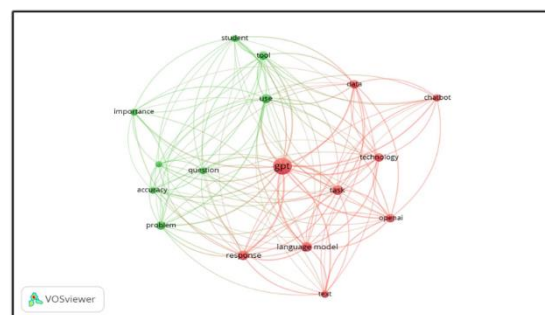 student
tool
data
use
chatbot
importance
technology
question
gpt
accuracy
task
problem
openai
language model
response
text
VOSviewer